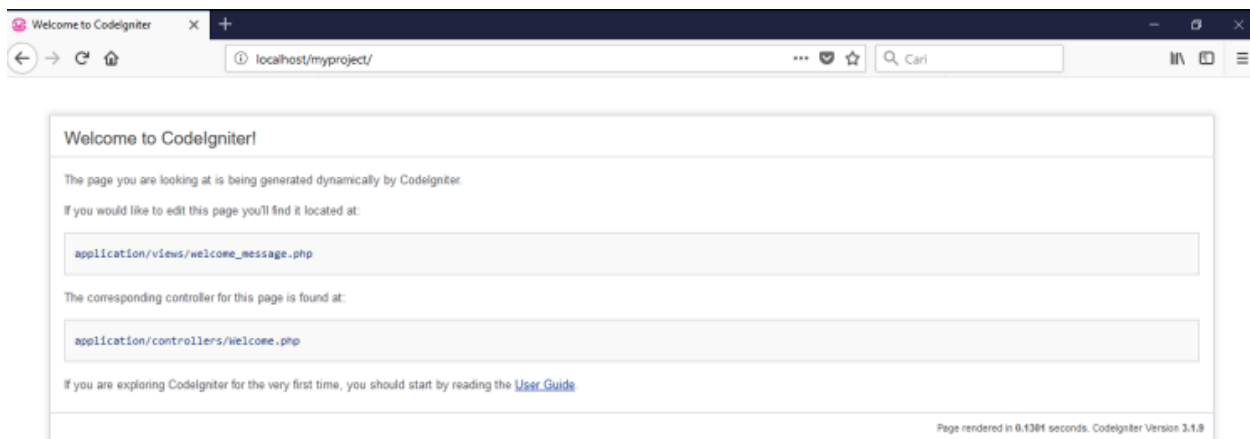 Welcome to CodeIgniter
localhost/myproject/
Cari
Welcome to CodeIgniter!
The page you are looking at is being generated dynamically by CodeIgniter.
If you would like to edit this page you'll find it located at:
application/views/welcome_message.php
The corresponding controller for this page is found at:
application/controllers/Welcome.php
If you are exploring CodeIgniter for the very first time, you should start by reading the User Guide.
Page rendered in 0.1301 seconds. CodeIgniter Version 3.1.9